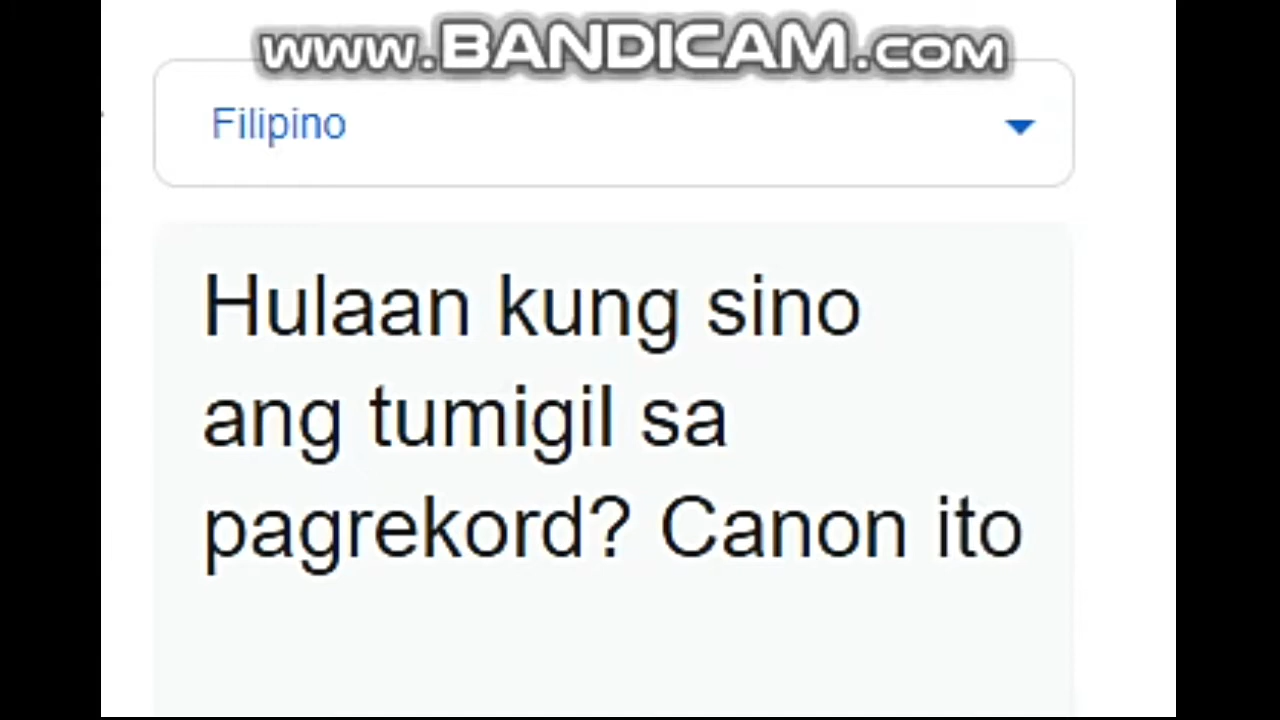 www.BANDICAM.com
Filipino
Hulaan kung sino
ang tumigil sa
pagrekord? Canon ito